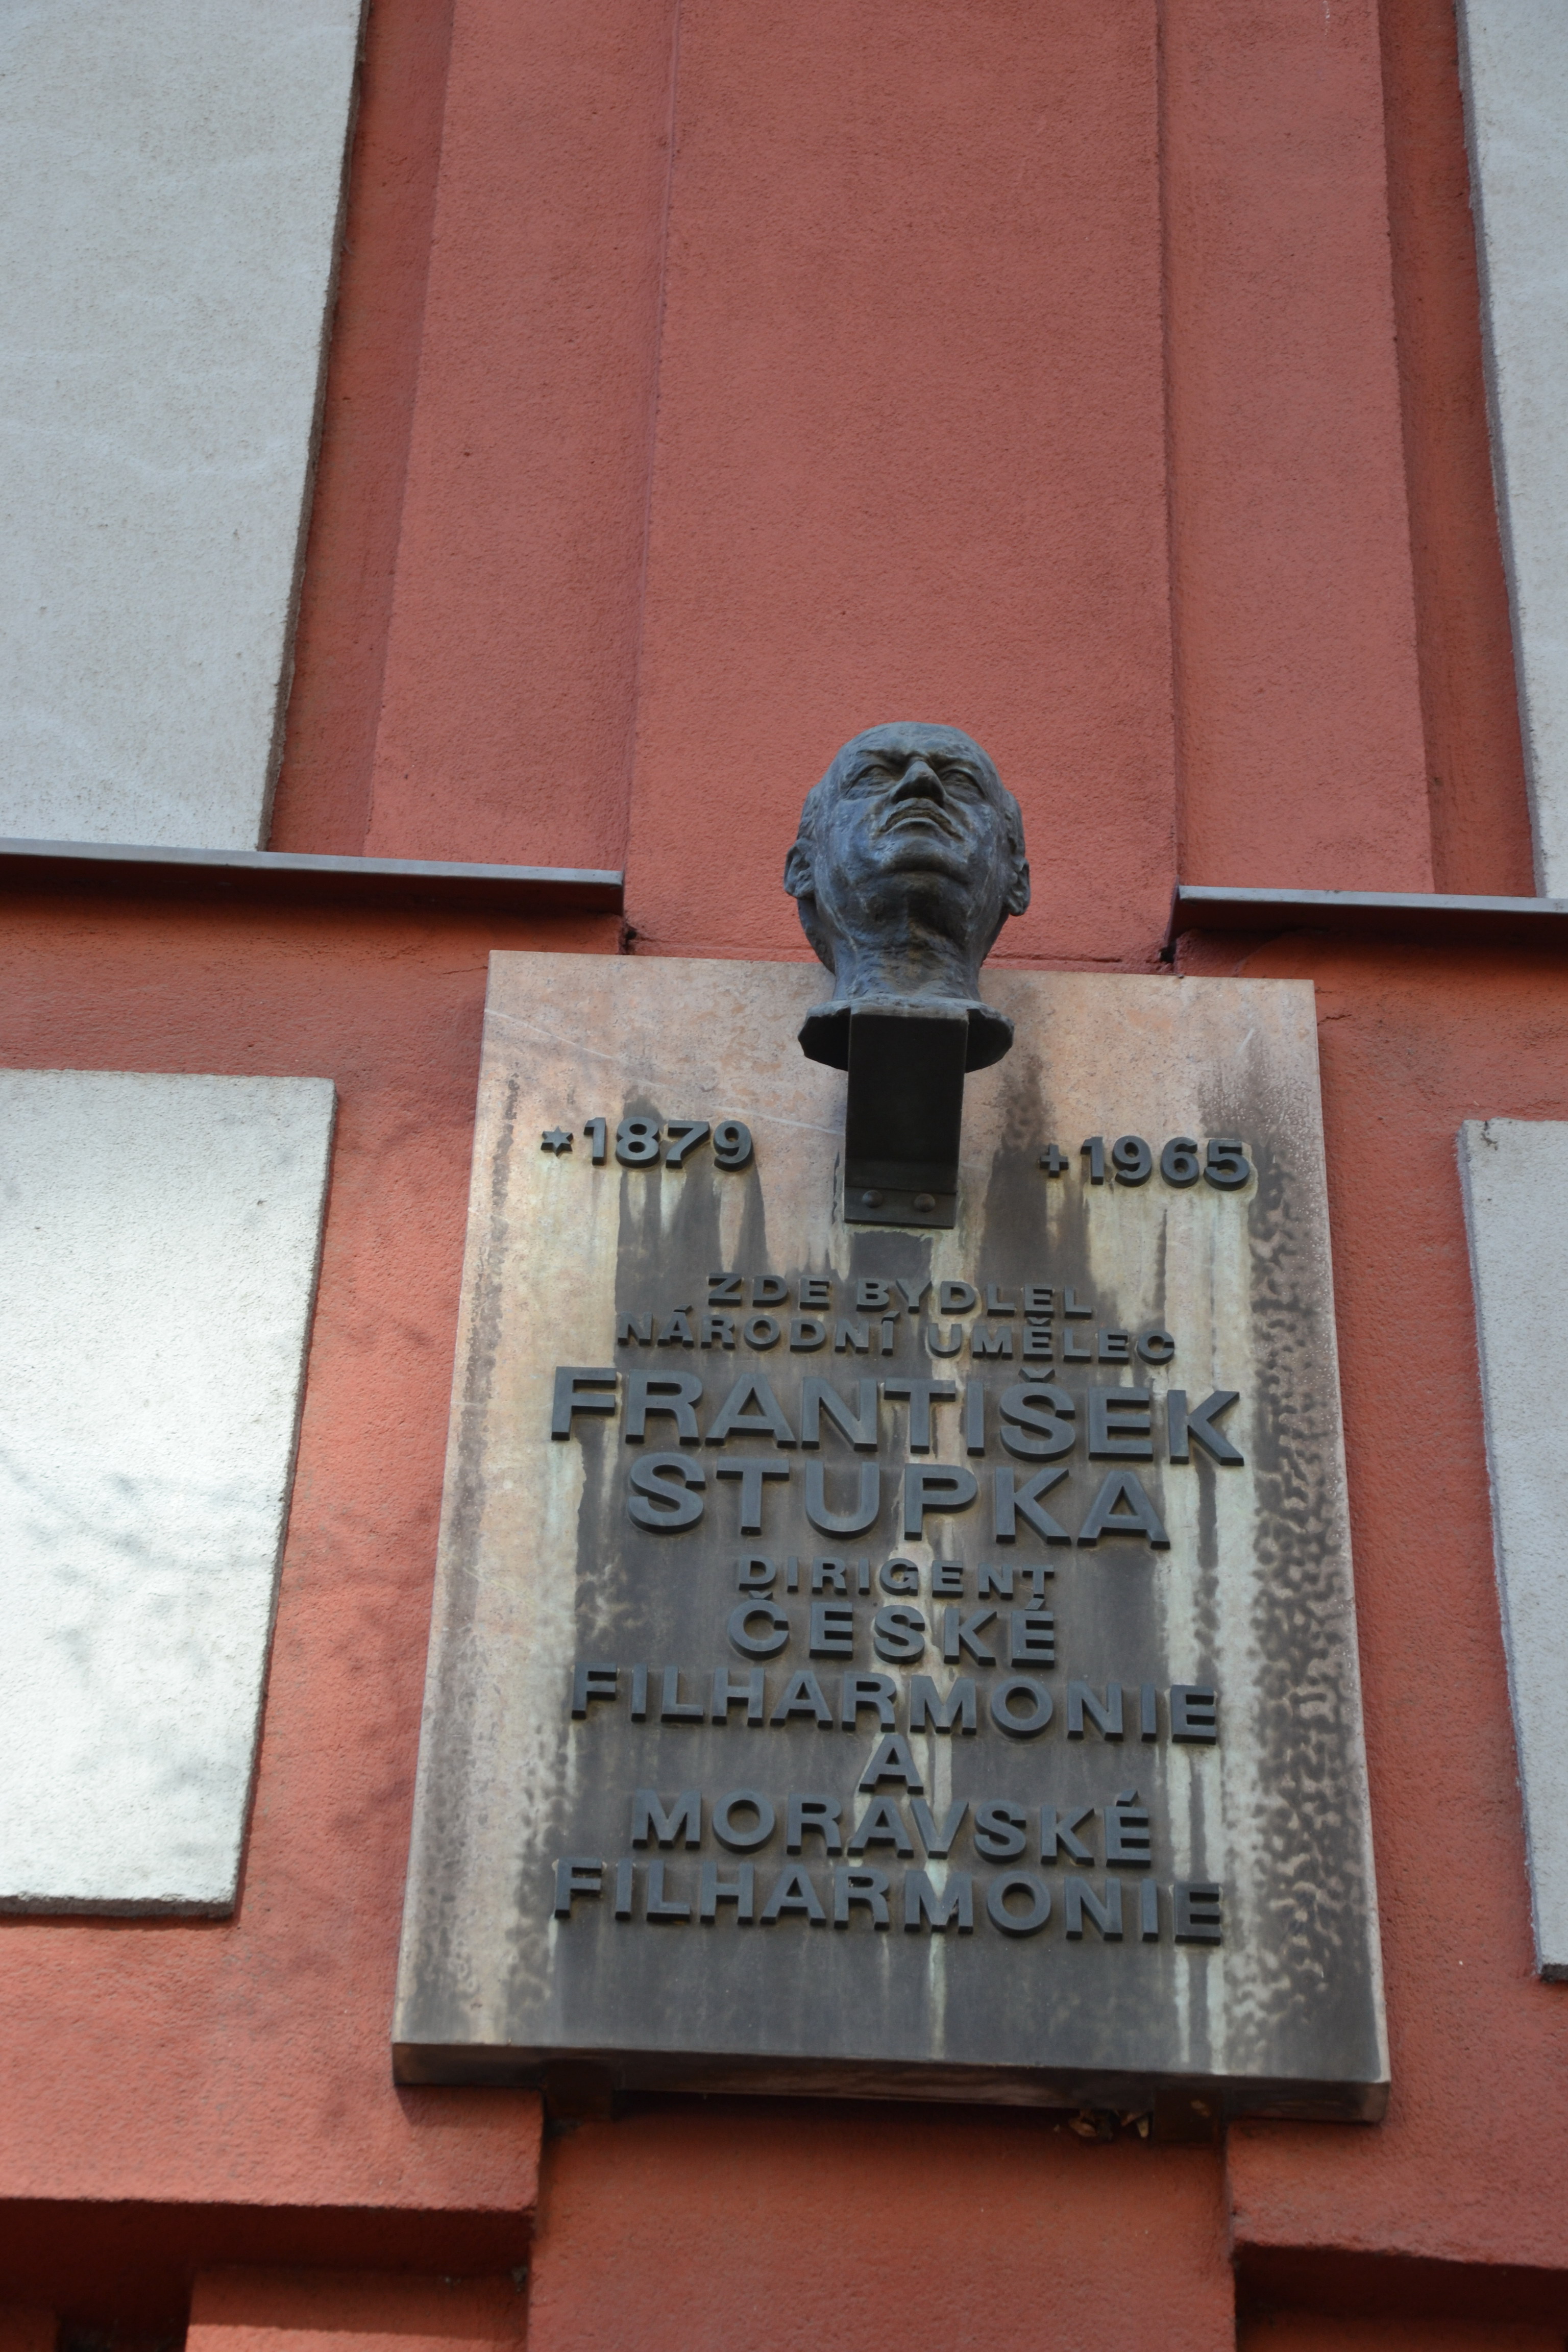 *1879 +1965
ZDE BYDLEL
NÁRODNÍ UMĚLEC
FRANTIŠEK
STUPKA
DIRIGENT
ČESKÉ
FILHARMONIE
A
MORAVSKÉ
FILHARMONIE